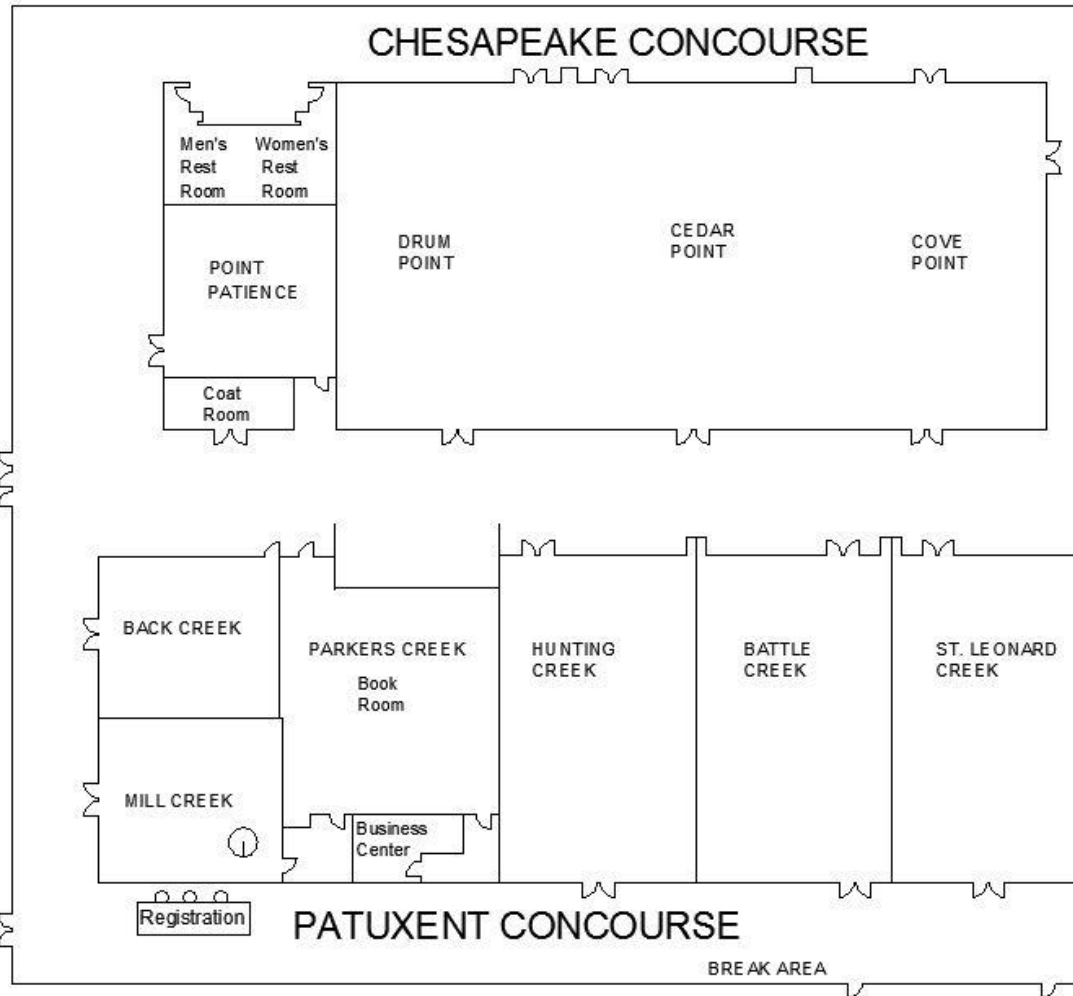 CHESAPEAKE CONCOURSE
Men's
Rest
Room
Women's
Rest
Room
DRUM
POINT
CEDAR
POINT
COVE
POINT
POINT
PATIENCE
Coat
Room
BACK CREEK
PARKERS CREEK
Book
Room
HUNTING
CREEK
BATTLE
CREEK
ST. LEONARD
CREEK
MILL CREEK
Business
Center
Registration
PATUXENT CONCOURSE
BREAK AREA